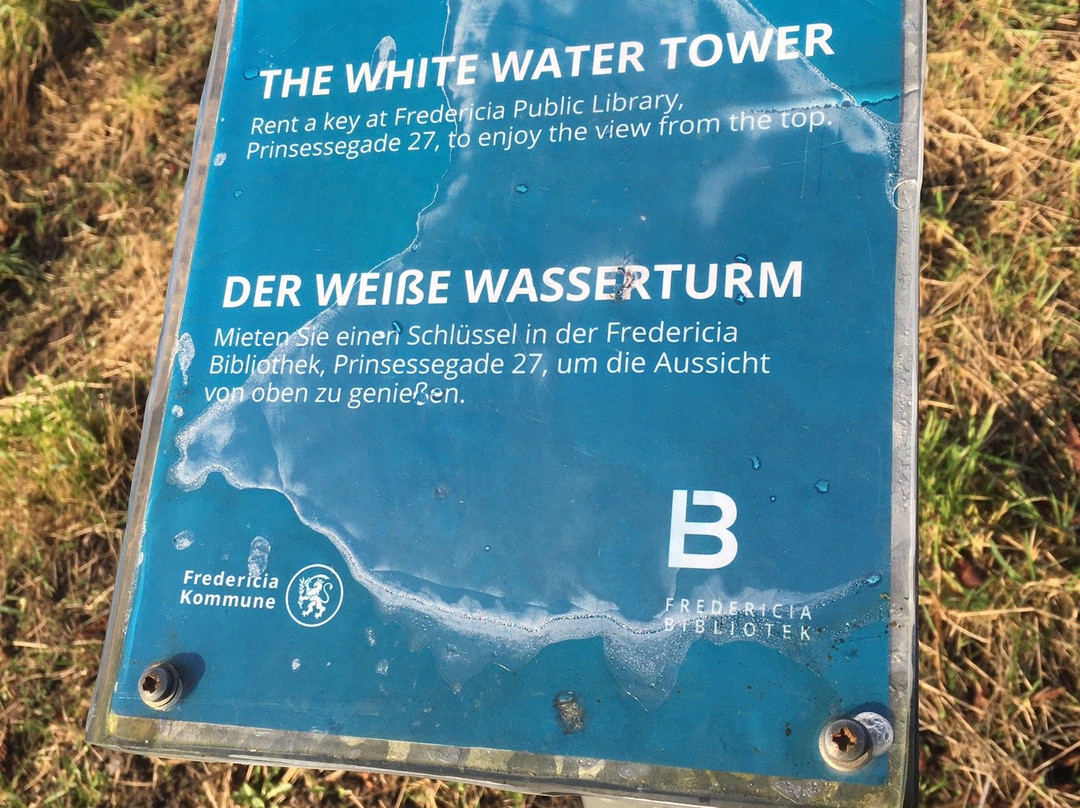 THE WHITE WATER TOWER
Rent a key at Fredericia Public Library,
Prinsessegade 27, to enjoy the view from the top.
DER WEIßE WASSERTURM
Mieten Sie einen Schlüssel in der Fredericia
Bibliothek, Prinsessegade 27, um die Aussicht
von oben zu genießen.
Fredericia
Kommune
B
FREDERICIA
BIBLIOTEK